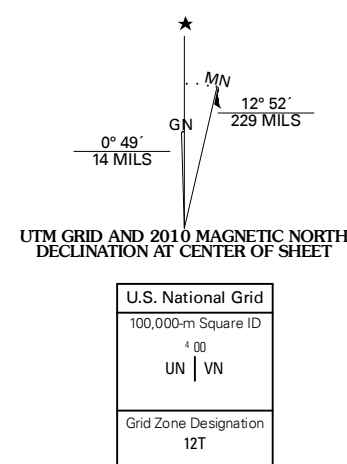 ★
MN
GN
12° 52´
229 MILS
0° 49´
14 MILS
UTM GRID AND 2010 MAGNETIC NORTH
DECLINATION AT CENTER OF SHEET
U.S. National Grid
100,000-m Square ID
4 00
UN | VN
Grid Zone Designation
12T